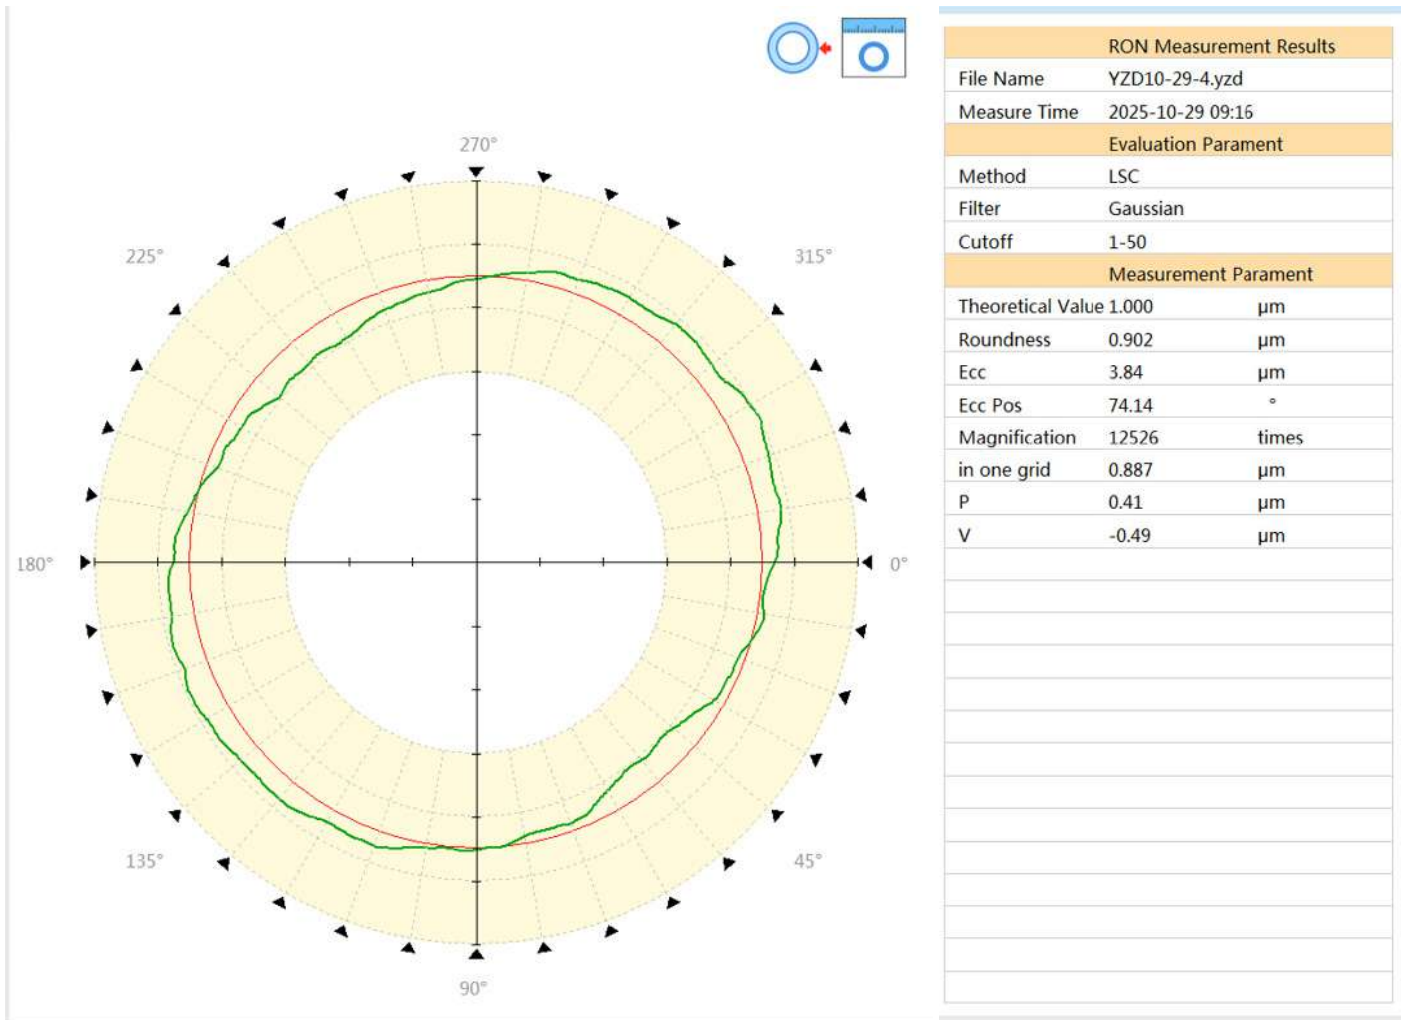 270°
225°
315°
180°
0°
135°
45°
90°
RON Measurement Results
File Name YZD10-29-4.yzd
Measure Time 2025-10-29 09:16
Evaluation Parament
Method LSC
Filter Gaussian
Cutoff 1-50
Measurement Parament
Theoretical Value 1.000 μm
Roundness 0.902 μm
Ecc 3.84 μm
Ecc Pos 74.14 °
Magnification 12526 times
in one grid 0.887 μm
P 0.41 μm
V -0.49 μm